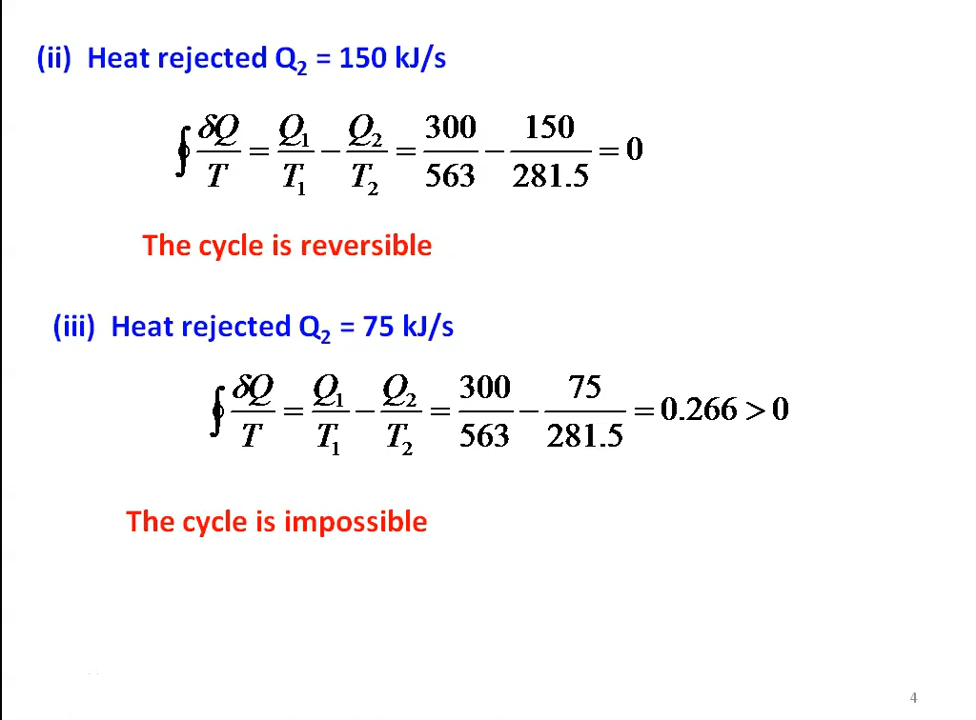 (ii) Heat rejected Q₂ = 150 kJ/s
∮ δQ/T = Q₁/T₁ − Q₂/T₂ = 300/563 − 150/281.5 = 0
The cycle is reversible
(iii) Heat rejected Q₂ = 75 kJ/s
∮ δQ/T = Q₁/T₁ − Q₂/T₂ = 300/563 − 75/281.5 = 0.266 > 0
The cycle is impossible
4